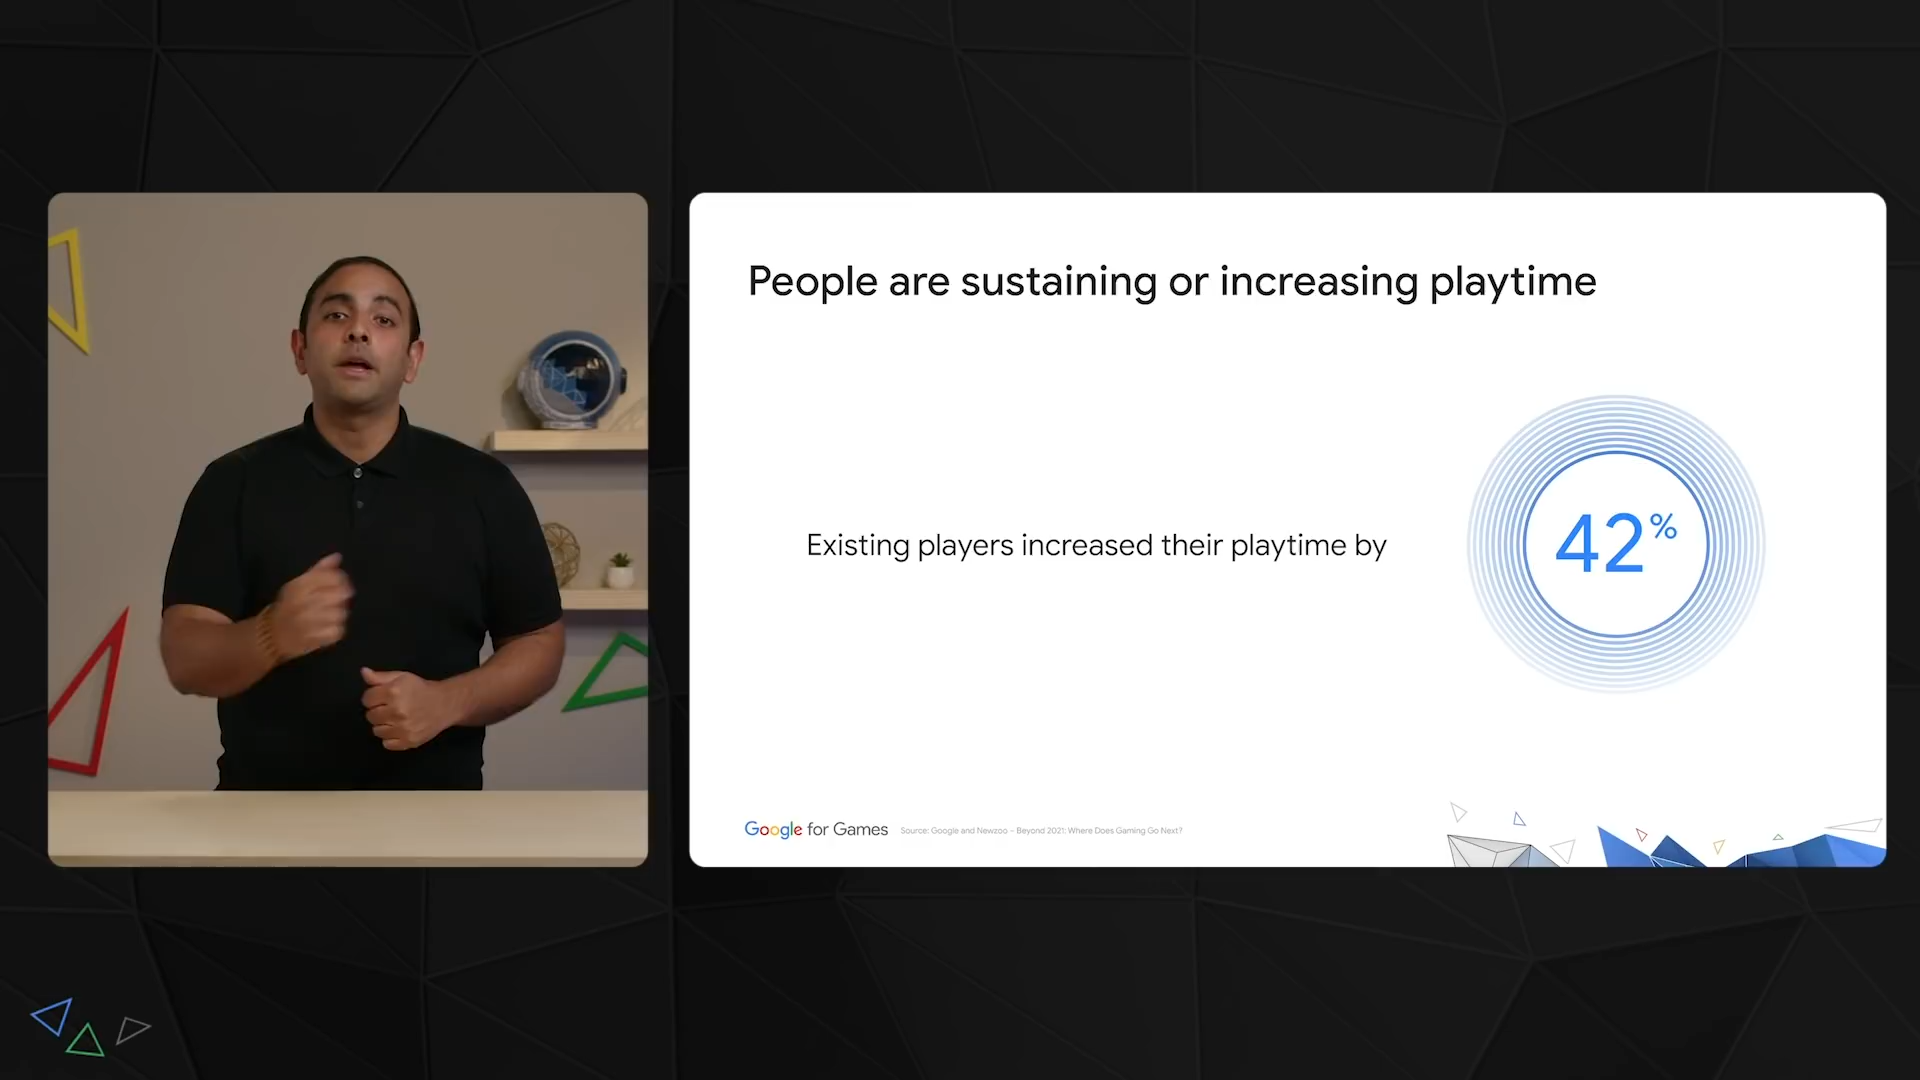 People are sustaining or increasing playtime
Existing players increased their playtime by
42%
Google for Games
Source: Google and Newzoo – Beyond 2021: Where Does Gaming Go Next?